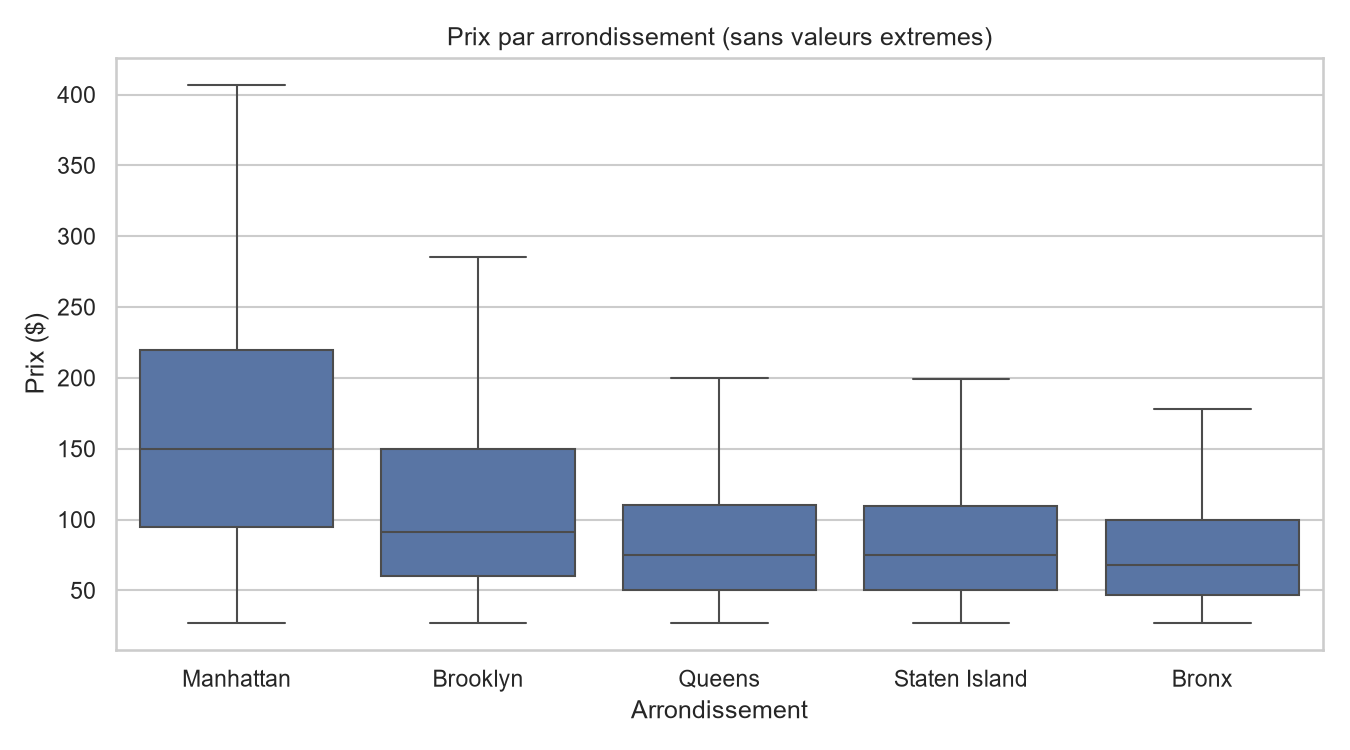 Prix par arrondissement (sans valeurs extremes)
Prix ($)
400
350
300
250
200
150
100
50
Manhattan Brooklyn Queens Staten Island Bronx
Arrondissement